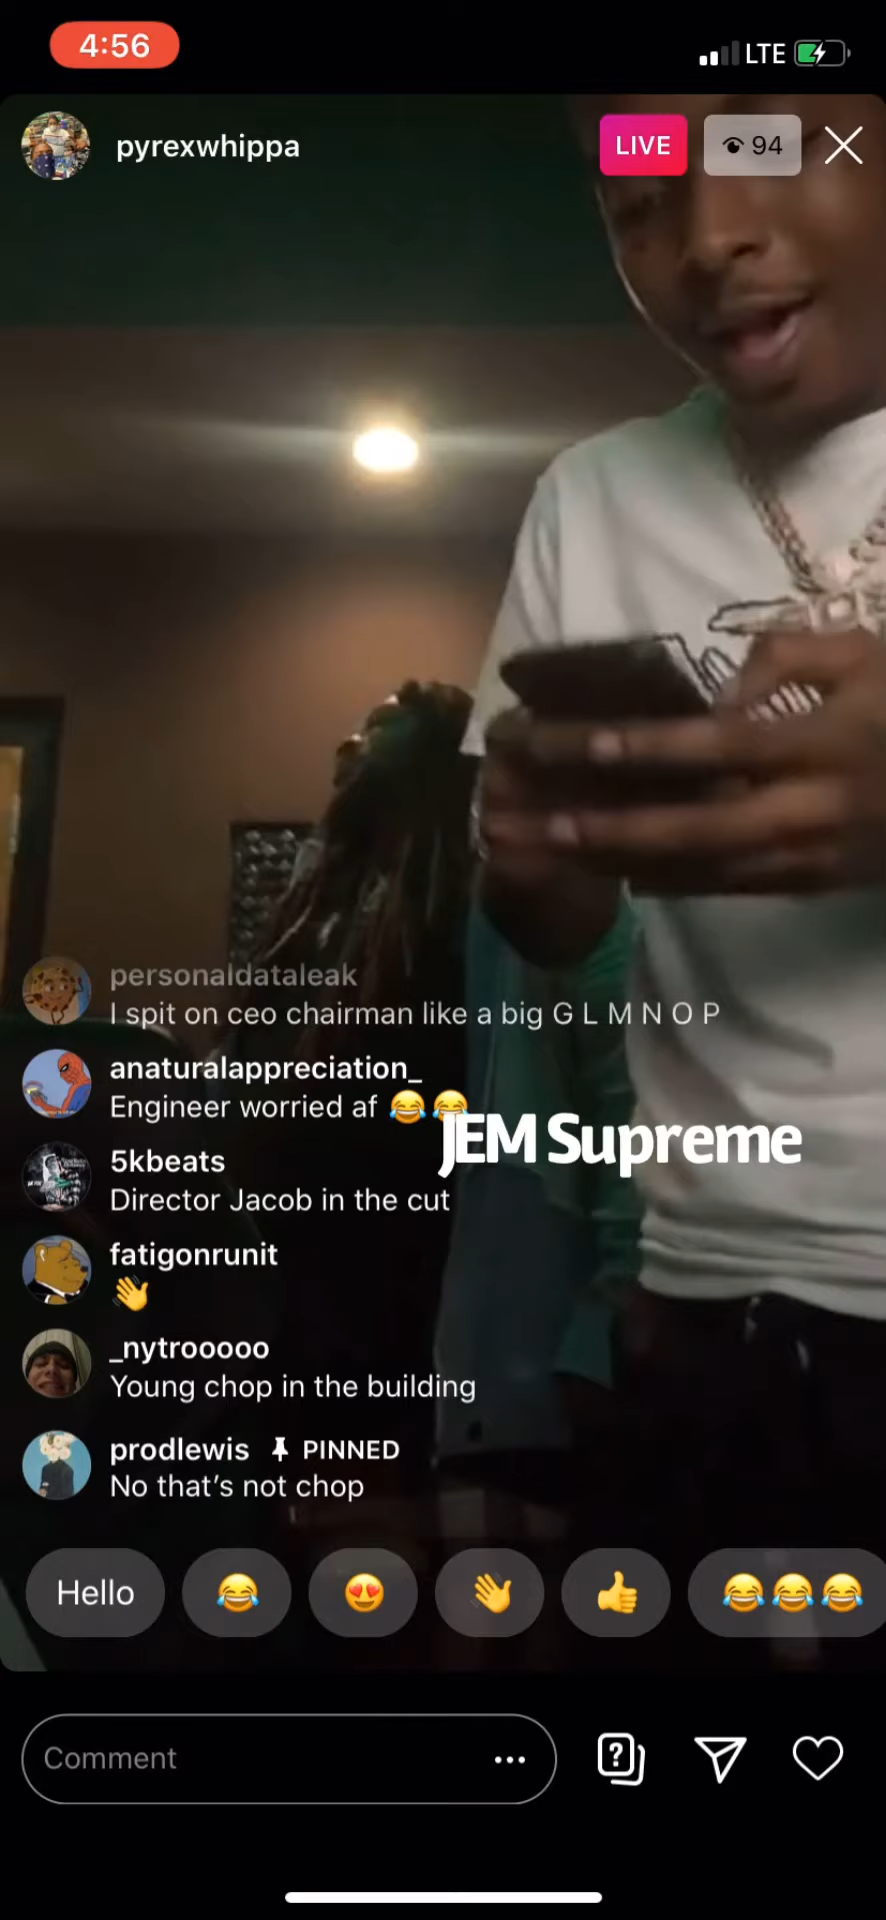 4:56
LTE
pyrexwhippa
LIVE
94
personaldataleak
I spit on ceo chairman like a big G L M N O P
anaturalappreciation_
Engineer worried af 😂😂
JEM Supreme
5kbeats
Director Jacob in the cut
fatigonrunit
👋
_nytrooooo
Young chop in the building
prodlewis PINNED
No that’s not chop
Hello 😂 😍 👋 👍 😂😂😂
Comment